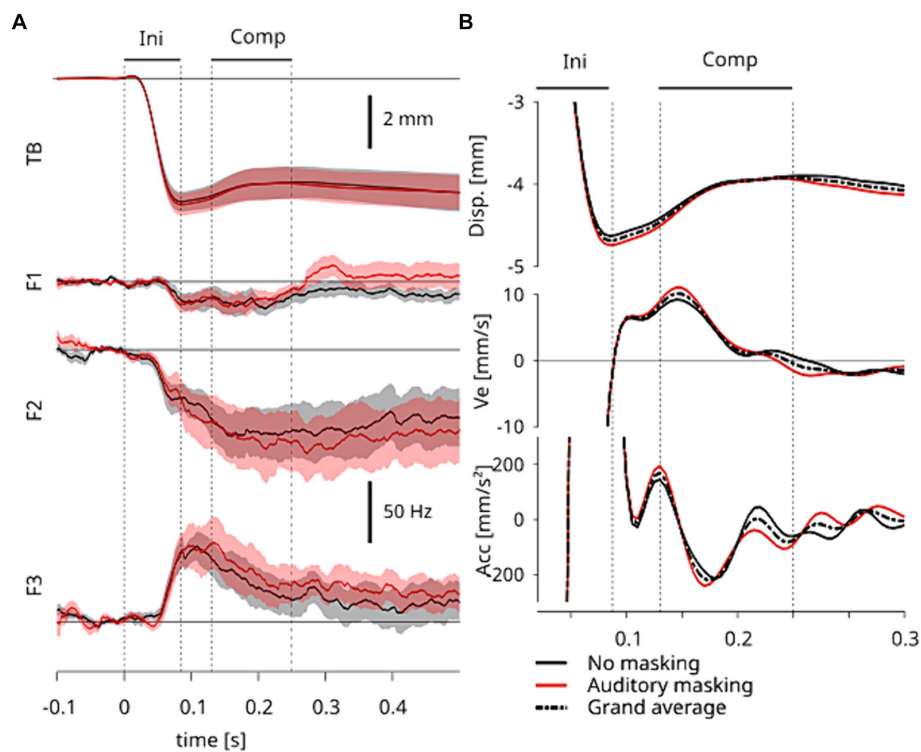 A
B
Ini
Comp
Ini
Comp
TB
2 mm
F1
F2
50 Hz
F3
-0.1
0
0.1
0.2
0.3
0.4
time [s]
Disp. [mm]
-3
-4
-5
Ve [mm/s]
10
0
-10
Acc [mm/s²]
200
0
200
0.1
0.2
0.3
No masking
Auditory masking
Grand average